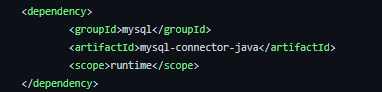 <dependency>
<groupId>mysql</groupId>
<artifactId>mysql-connector-java</artifactId>
<scope>runtime</scope>
</dependency>